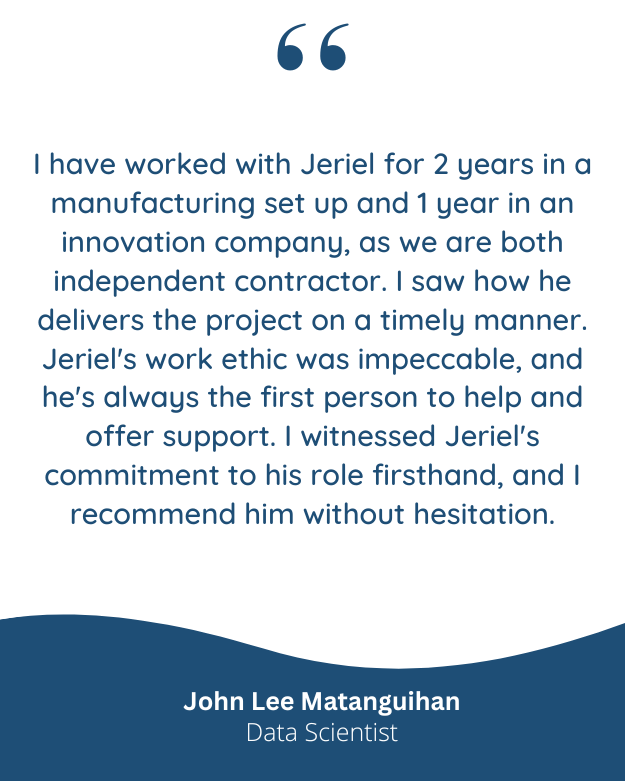 “
I have worked with Jeriel for 2 years in a
manufacturing set up and 1 year in an
innovation company, as we are both
independent contractor. I saw how he
delivers the project on a timely manner.
Jeriel's work ethic was impeccable, and
he's always the first person to help and
offer support. I witnessed Jeriel's
commitment to his role firsthand, and I
recommend him without hesitation.
John Lee Matanguihan
Data Scientist